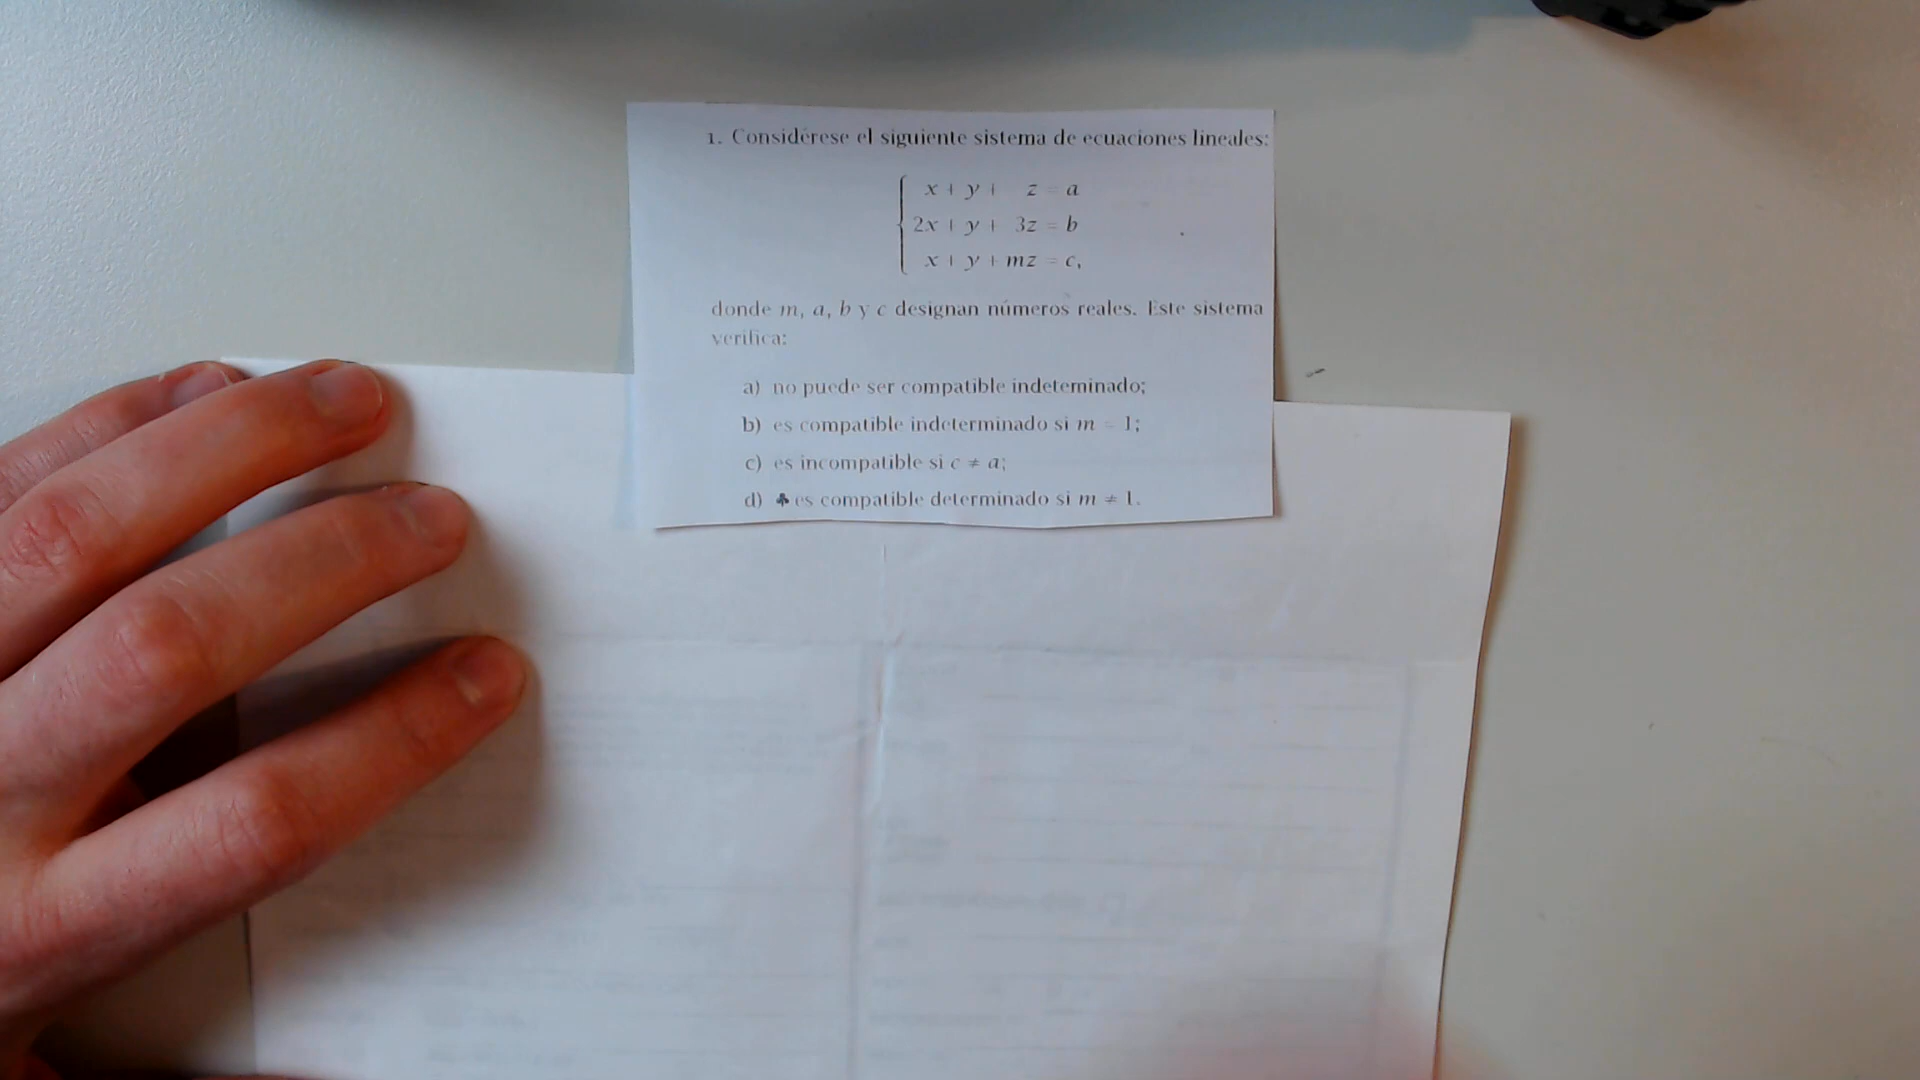 1. Considérese el siguiente sistema de ecuaciones lineales:
x + y + z = a
2x + y + 3z = b
x + y + mz = c,
donde m, a, b y c designan números reales. Este sistema
verifica:
a) no puede ser compatible indeteminado;
b) es compatible indeterminado si m = 1;
c) es incompatible si c ≠ a;
d) ♣ es compatible determinado si m ≠ 1.